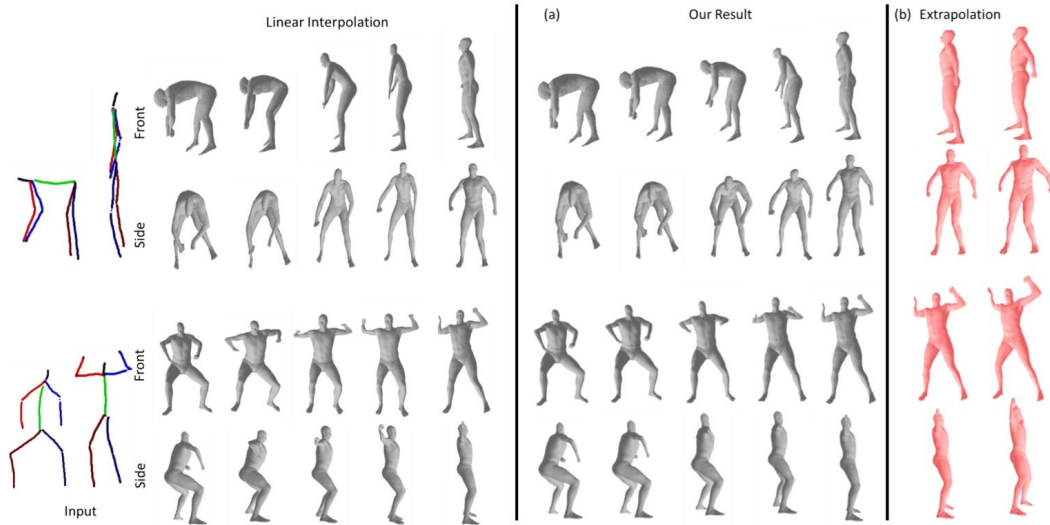 Linear Interpolation
(a)
Our Result
(b) Extrapolation
Front
Side
Front
Side
Input